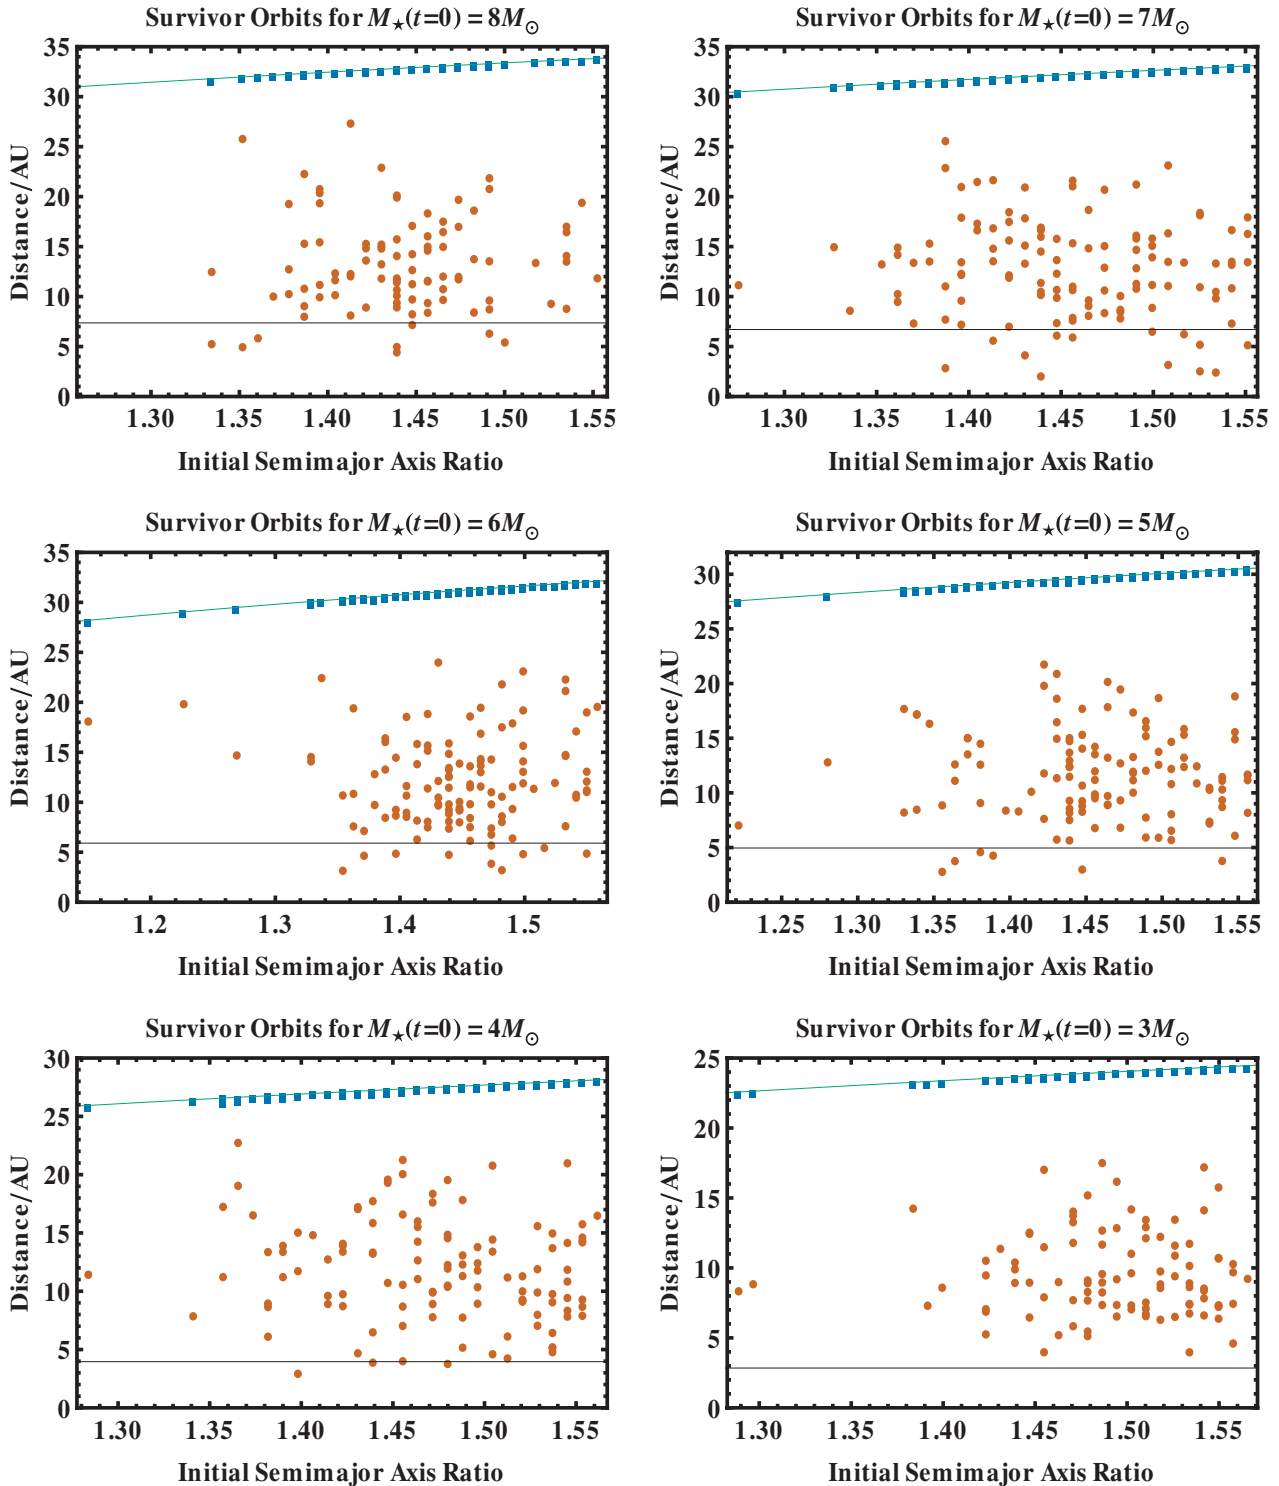 Survivor Orbits for M★(t=0) = 8M⊙
35
30
25
20
15
10
5
0
Distance/AU
1.30 1.35 1.40 1.45 1.50 1.55
Initial Semimajor Axis Ratio
Survivor Orbits for M★(t=0) = 7M⊙
35
30
25
20
15
10
5
0
Distance/AU
1.30 1.35 1.40 1.45 1.50 1.55
Initial Semimajor Axis Ratio
Survivor Orbits for M★(t=0) = 6M⊙
35
30
25
20
15
10
5
0
Distance/AU
1.2 1.3 1.4 1.5
Initial Semimajor Axis Ratio
Survivor Orbits for M★(t=0) = 5M⊙
30
25
20
15
10
5
0
Distance/AU
1.25 1.30 1.35 1.40 1.45 1.50 1.55
Initial Semimajor Axis Ratio
Survivor Orbits for M★(t=0) = 4M⊙
30
25
20
15
10
5
0
Distance/AU
1.30 1.35 1.40 1.45 1.50 1.55
Initial Semimajor Axis Ratio
Survivor Orbits for M★(t=0) = 3M⊙
25
20
15
10
5
0
Distance/AU
1.30 1.35 1.40 1.45 1.50 1.55
Initial Semimajor Axis Ratio